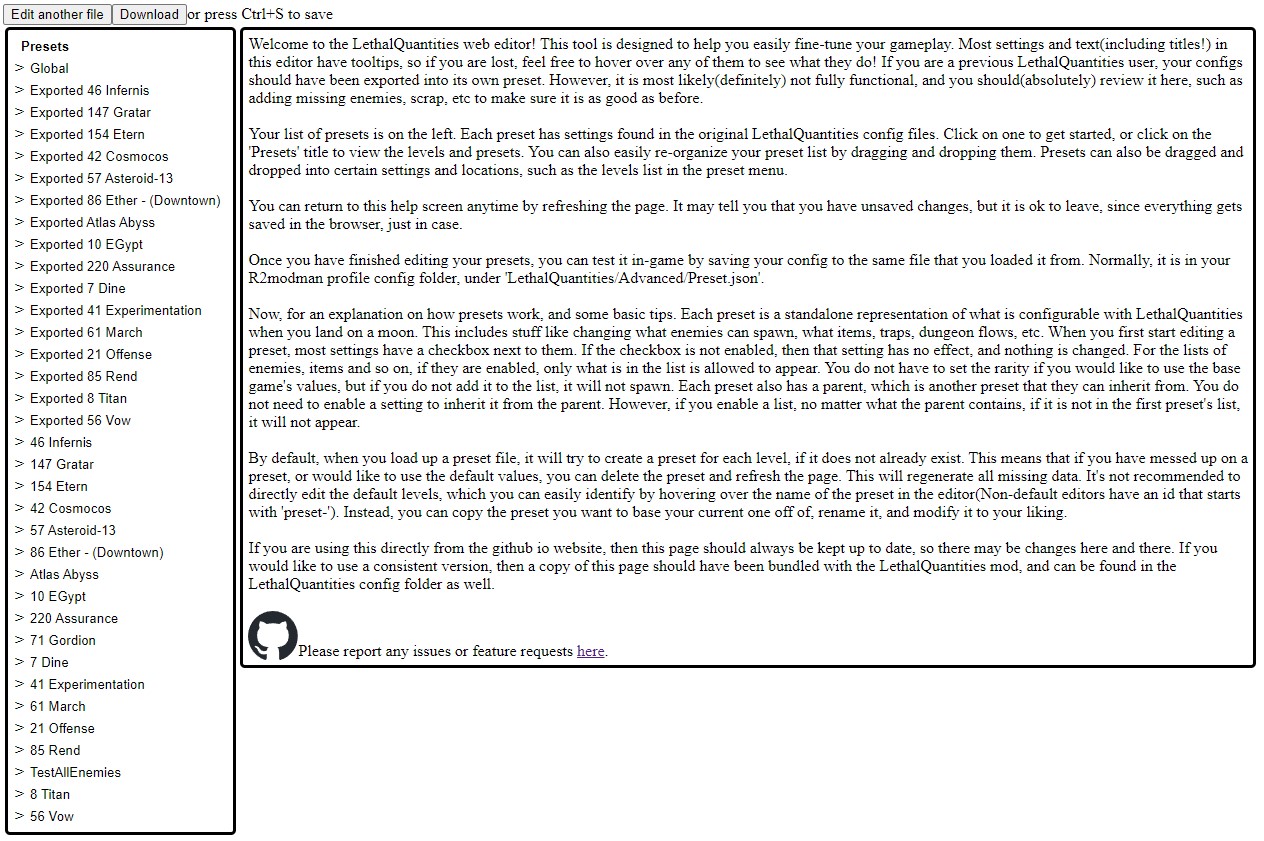 Edit another file Download or press Ctrl+S to save
Presets
> Global
> Exported 46 Infernis
> Exported 147 Gratar
> Exported 154 Etern
> Exported 42 Cosmocos
> Exported 57 Asteroid-13
> Exported 86 Ether - (Downtown)
> Exported Atlas Abyss
> Exported 10 EGypt
> Exported 220 Assurance
> Exported 7 Dine
> Exported 41 Experimentation
> Exported 61 March
> Exported 21 Offense
> Exported 85 Rend
> Exported 8 Titan
> Exported 56 Vow
> 46 Infernis
> 147 Gratar
> 154 Etern
> 42 Cosmocos
> 57 Asteroid-13
> 86 Ether - (Downtown)
> Atlas Abyss
> 10 EGypt
> 220 Assurance
> 71 Gordion
> 7 Dine
> 41 Experimentation
> 61 March
> 21 Offense
> 85 Rend
> TestAllEnemies
> 8 Titan
> 56 Vow
Welcome to the LethalQuantities web editor! This tool is designed to help you easily fine-tune your gameplay. Most settings and text(including titles!) in
this editor have tooltips, so if you are lost, feel free to hover over any of them to see what they do! If you are a previous LethalQuantities user, your configs
should have been exported into its own preset. However, it is most likely(definitely) not fully functional, and you should(absolutely) review it here, such as
adding missing enemies, scrap, etc to make sure it is as good as before.
Your list of presets is on the left. Each preset has settings found in the original LethalQuantities config files. Click on one to get started, or click on the
'Presets' title to view the levels and presets. You can also easily re-organize your preset list by dragging and dropping them. Presets can also be dragged and
dropped into certain settings and locations, such as the levels list in the preset menu.
You can return to this help screen anytime by refreshing the page. It may tell you that you have unsaved changes, but it is ok to leave, since everything gets
saved in the browser, just in case.
Once you have finished editing your presets, you can test it in-game by saving your config to the same file that you loaded it from. Normally, it is in your
R2modman profile config folder, under 'LethalQuantities/Advanced/Preset.json'.
Now, for an explanation on how presets work, and some basic tips. Each preset is a standalone representation of what is configurable with LethalQuantities
when you land on a moon. This includes stuff like changing what enemies can spawn, what items, traps, dungeon flows, etc. When you first start editing a
preset, most settings have a checkbox next to them. If the checkbox is not enabled, then that setting has no effect, and nothing is changed. For the lists of
enemies, items and so on, if they are enabled, only what is in the list is allowed to appear. You do not have to set the rarity if you would like to use the base
game's values, but if you do not add it to the list, it will not spawn. Each preset also has a parent, which is another preset that they can inherit from. You do
not need to enable a setting to inherit it from the parent. However, if you enable a list, no matter what the parent contains, if it is not in the first preset's list,
it will not appear.
By default, when you load up a preset file, it will try to create a preset for each level, if it does not already exist. This means that if you have messed up on a
preset, or would like to use the default values, you can delete the preset and refresh the page. This will regenerate all missing data. It's not recommended to
directly edit the default levels, which you can easily identify by hovering over the name of the preset in the editor(Non-default editors have an id that starts
with 'preset-'). Instead, you can copy the preset you want to base your current one off of, rename it, and modify it to your liking.
If you are using this directly from the github io website, then this page should always be kept up to date, so there may be changes here and there. If you
would like to use a consistent version, then a copy of this page should have been bundled with the LethalQuantities mod, and can be found in the
LethalQuantities config folder as well.
Please report any issues or feature requests here.